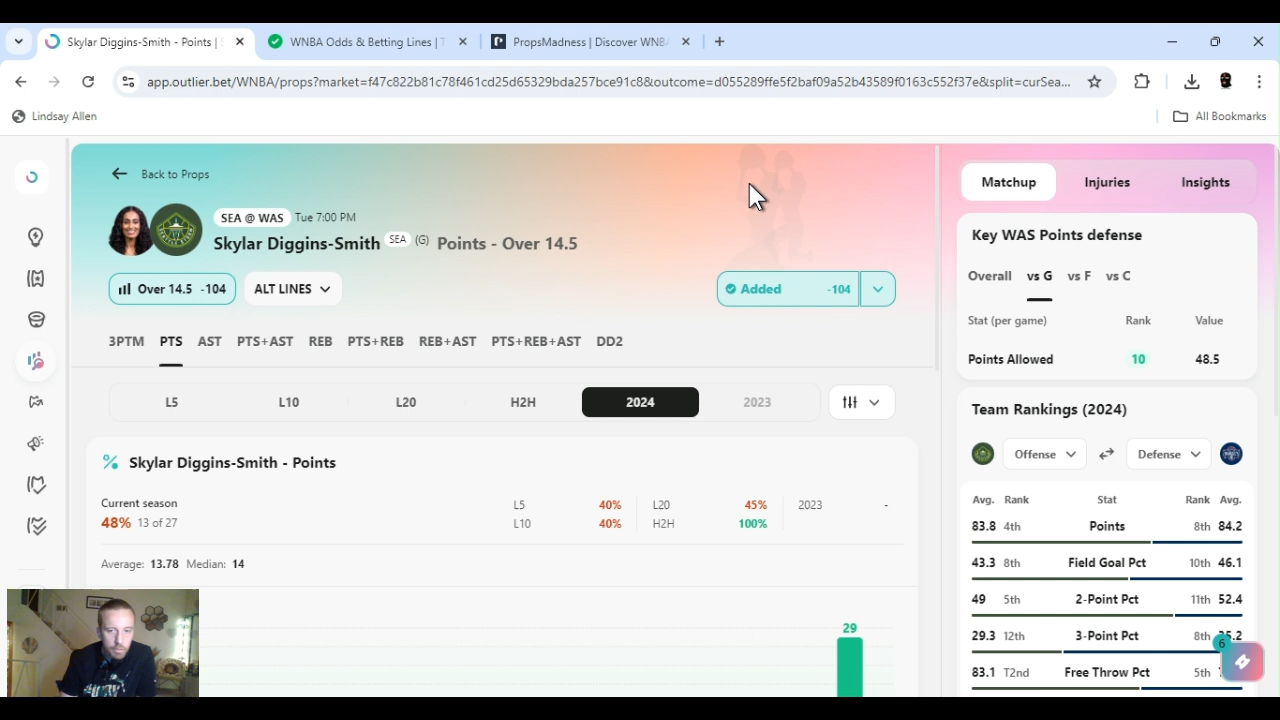 Skylar Diggins-Smith - Points |
WNBA Odds & Betting Lines | T
PropsMadness | Discover WNB
app.outlier.bet/WNBA/props?market=f47c822b81c78f461cd25d65329bda257bce91c8&outcome=d055289ffe5f2baf09a52b43589f0163c552f37e&split=curSea...
Lindsay Allen
All Bookmarks
Back to Props
SEA @ WAS Tue 7:00 PM
Skylar Diggins-Smith SEA (G) Points - Over 14.5
Over 14.5 -104
ALT LINES
Added -104
3PTM PTS AST PTS+AST REB PTS+REB REB+AST PTS+REB+AST DD2
L5 L10 L20 H2H 2024 2023
Skylar Diggins-Smith - Points
Current season
48% 13 of 27
L5 40% L20 45% 2023 -
L10 40% H2H 100%
Average: 13.78 Median: 14
29
Matchup Injuries Insights
Key WAS Points defense
Overall vs G vs F vs C
Stat (per game) Rank Value
Points Allowed 10 48.5
Team Rankings (2024)
Offense Defense
Avg. Rank Stat Rank Avg.
83.8 4th Points 8th 84.2
43.3 8th Field Goal Pct 10th 46.1
49 5th 2-Point Pct 11th 52.4
29.3 12th 3-Point Pct 8th
6
83.1 T2nd Free Throw Pct 5th